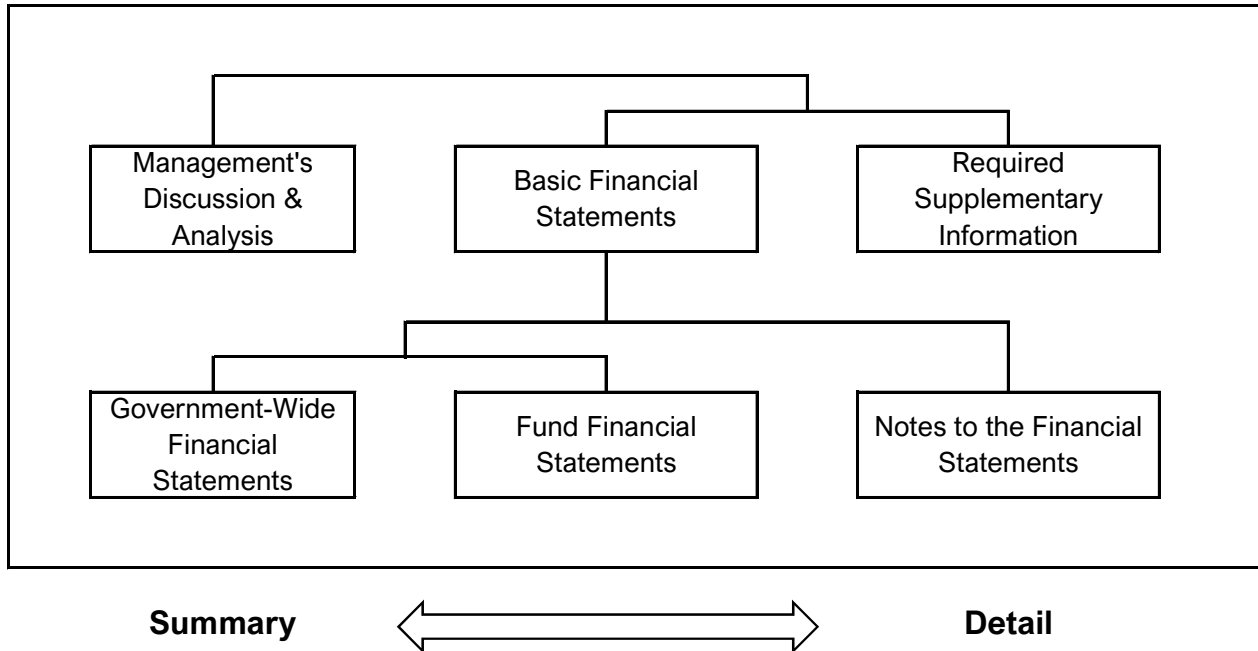 Management's
Discussion &
Analysis
Basic Financial
Statements
Required
Supplementary
Information
Government-Wide
Financial
Statements
Fund Financial
Statements
Notes to the Financial
Statements
Summary
Detail